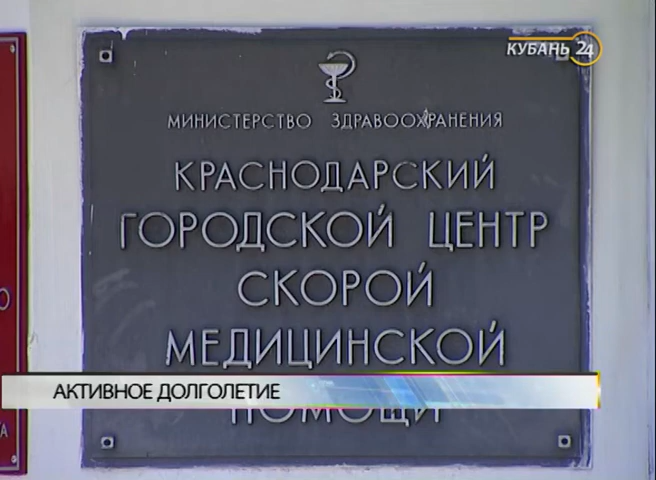 КУБАНЬ 24
МИНИСТЕРСТВО ЗДРАВООХРАНЕНИЯ
КРАСНОДАРСКИЙ
ГОРОДСКОЙ ЦЕНТР
СКОРОЙ
МЕДИЦИНСКОЙ
АКТИВНОЕ ДОЛГОЛЕТИЕ
ПОМОЩИ